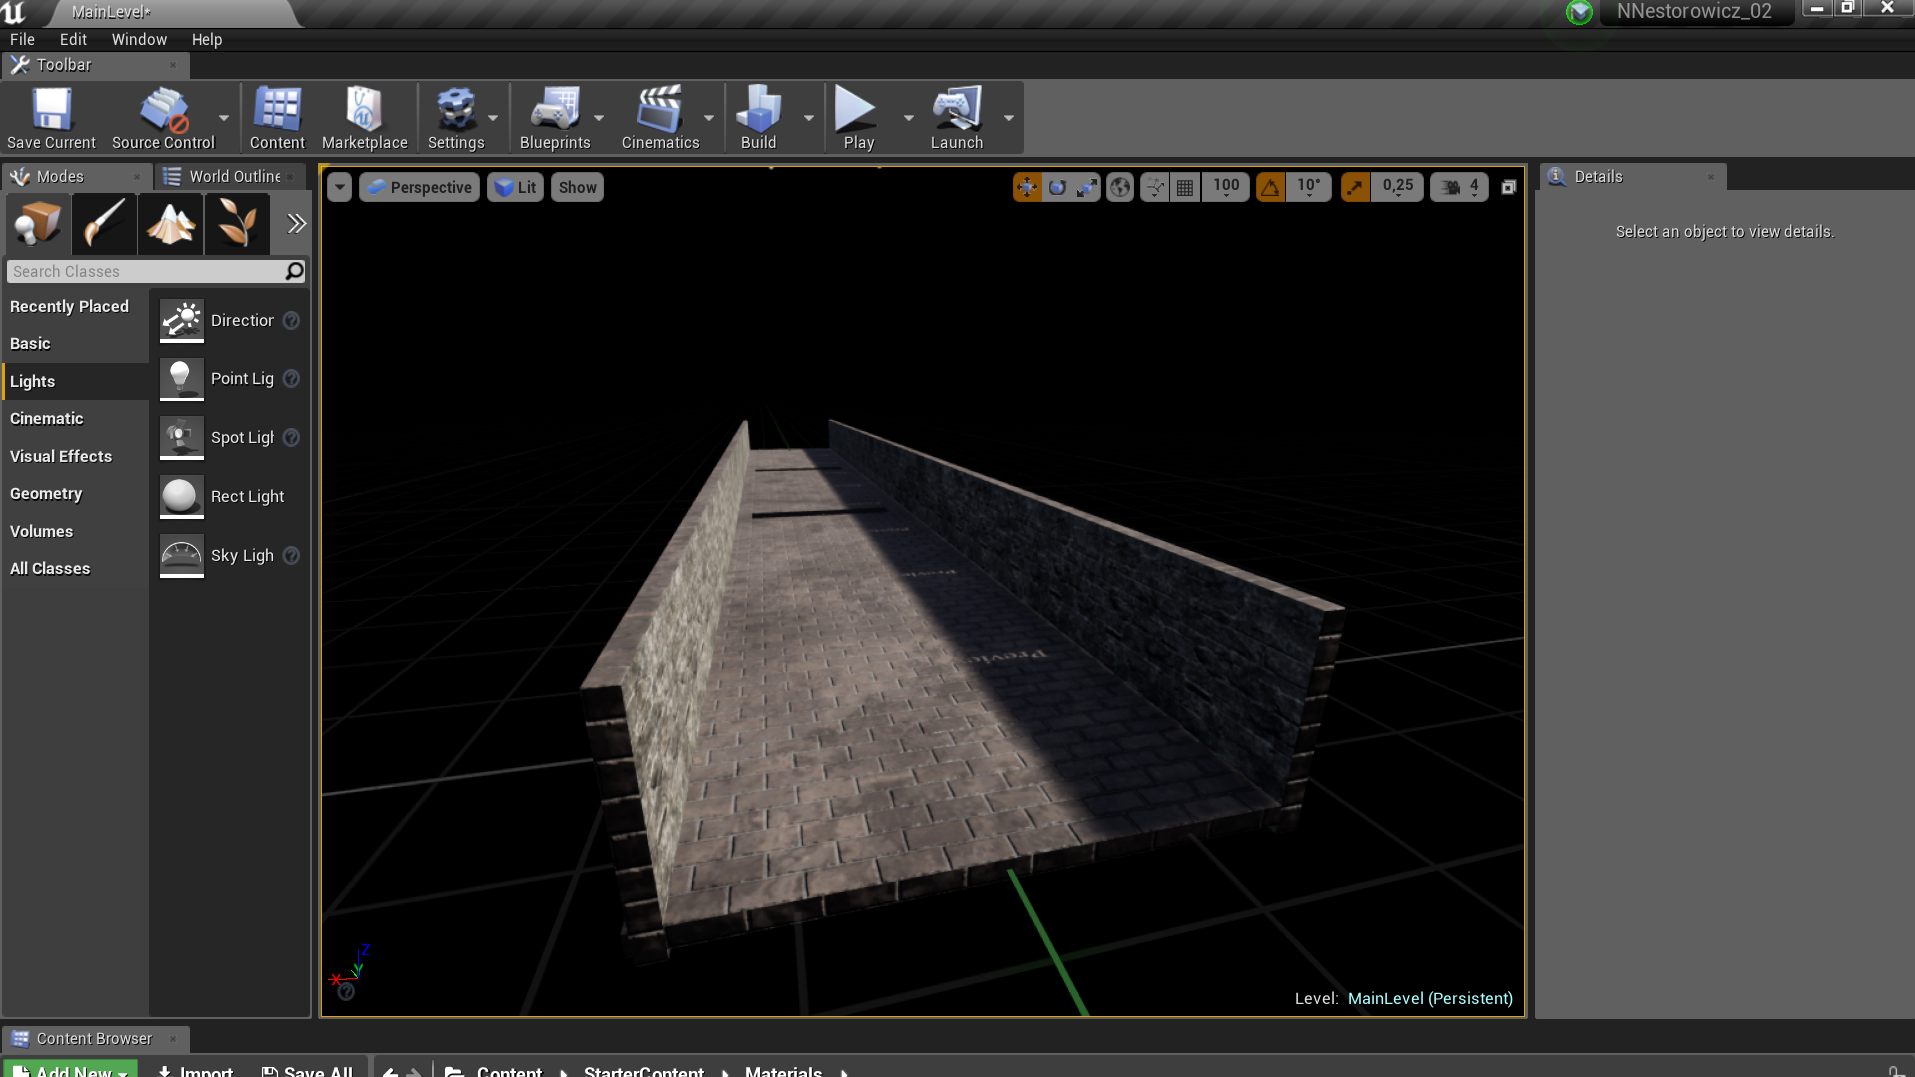 MainLevel*
NNestorowicz_02
File Edit Window Help
Toolbar
Save Current Source Control Content Marketplace Settings Blueprints Cinematics Build Play Launch
Modes World Outline
Perspective Lit Show 100 10° 0,25 4
Details
Select an object to view details.
Search Classes
Recently Placed
Basic
Lights
Cinematic
Visual Effects
Geometry
Volumes
All Classes
Direction
Point Lig
Spot Ligh
Rect Light
Sky Ligh
Z
Y
X
Level: MainLevel (Persistent)
Content Browser
Add New Import Save All Content StarterContent Materials